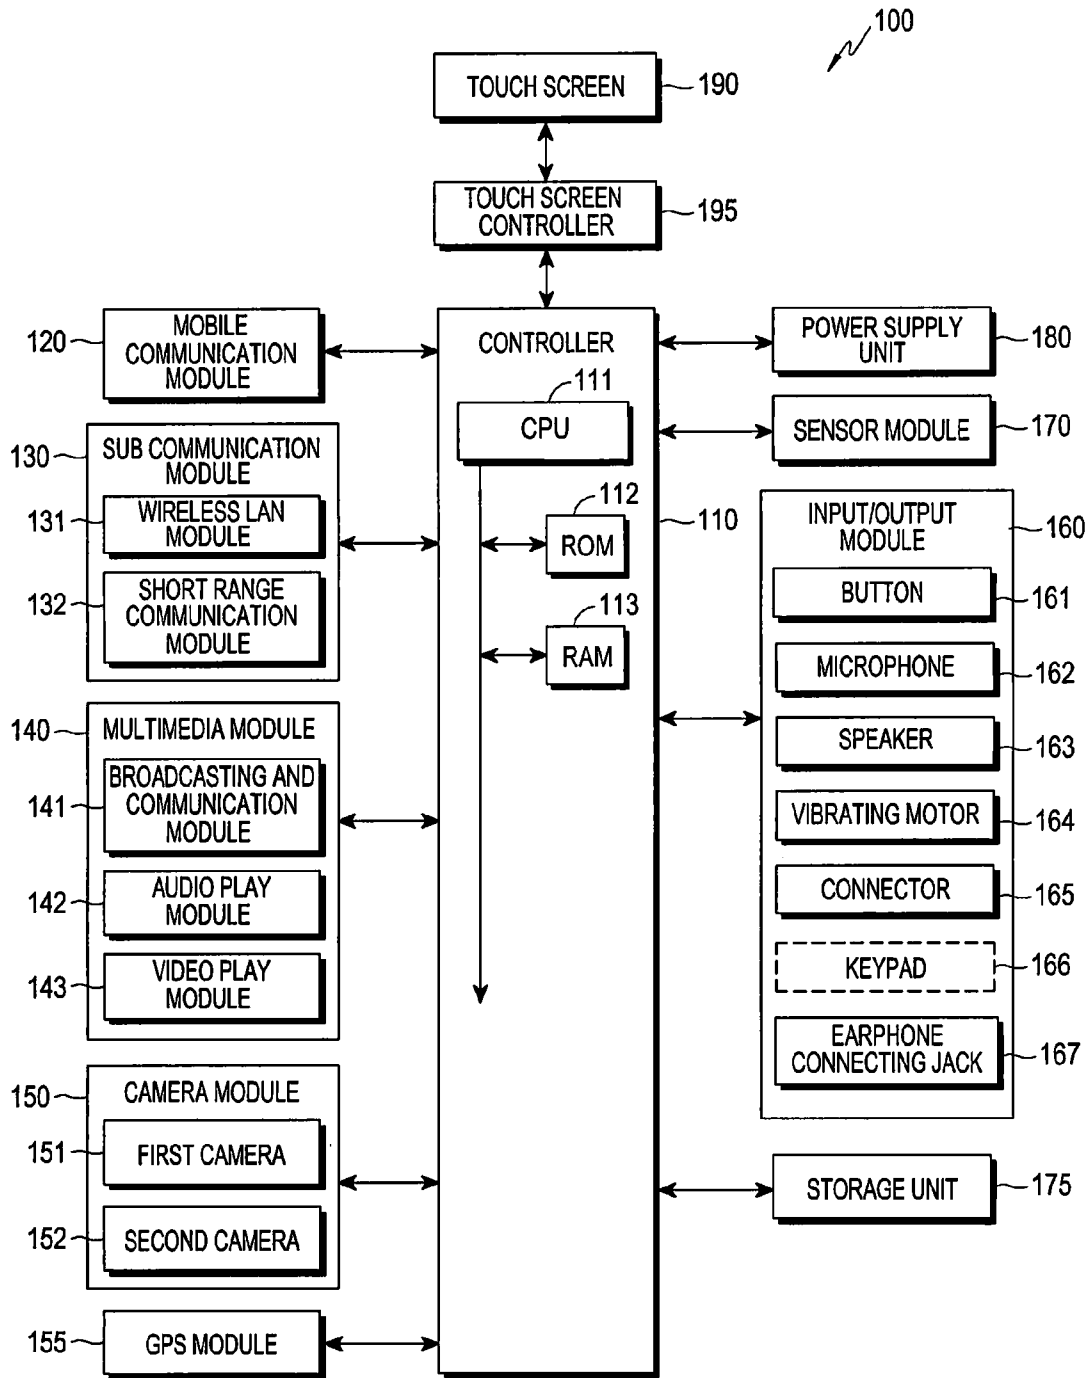 100
TOUCH SCREEN
190
TOUCH SCREEN
CONTROLLER
195
120
MOBILE
COMMUNICATION
MODULE
130
SUB COMMUNICATION
MODULE
131
WIRELESS LAN
MODULE
132
SHORT RANGE
COMMUNICATION
MODULE
140
MULTIMEDIA MODULE
141
BROADCASTING AND
COMMUNICATION
MODULE
142
AUDIO PLAY
MODULE
143
VIDEO PLAY
MODULE
150
CAMERA MODULE
151
FIRST CAMERA
152
SECOND CAMERA
155
GPS MODULE
CONTROLLER
111
CPU
112
ROM
110
113
RAM
POWER SUPPLY
UNIT
180
SENSOR MODULE
170
INPUT/OUTPUT
MODULE
160
BUTTON
161
MICROPHONE
162
SPEAKER
163
VIBRATING MOTOR
164
CONNECTOR
165
KEYPAD
166
EARPHONE
CONNECTING JACK
167
STORAGE UNIT
175